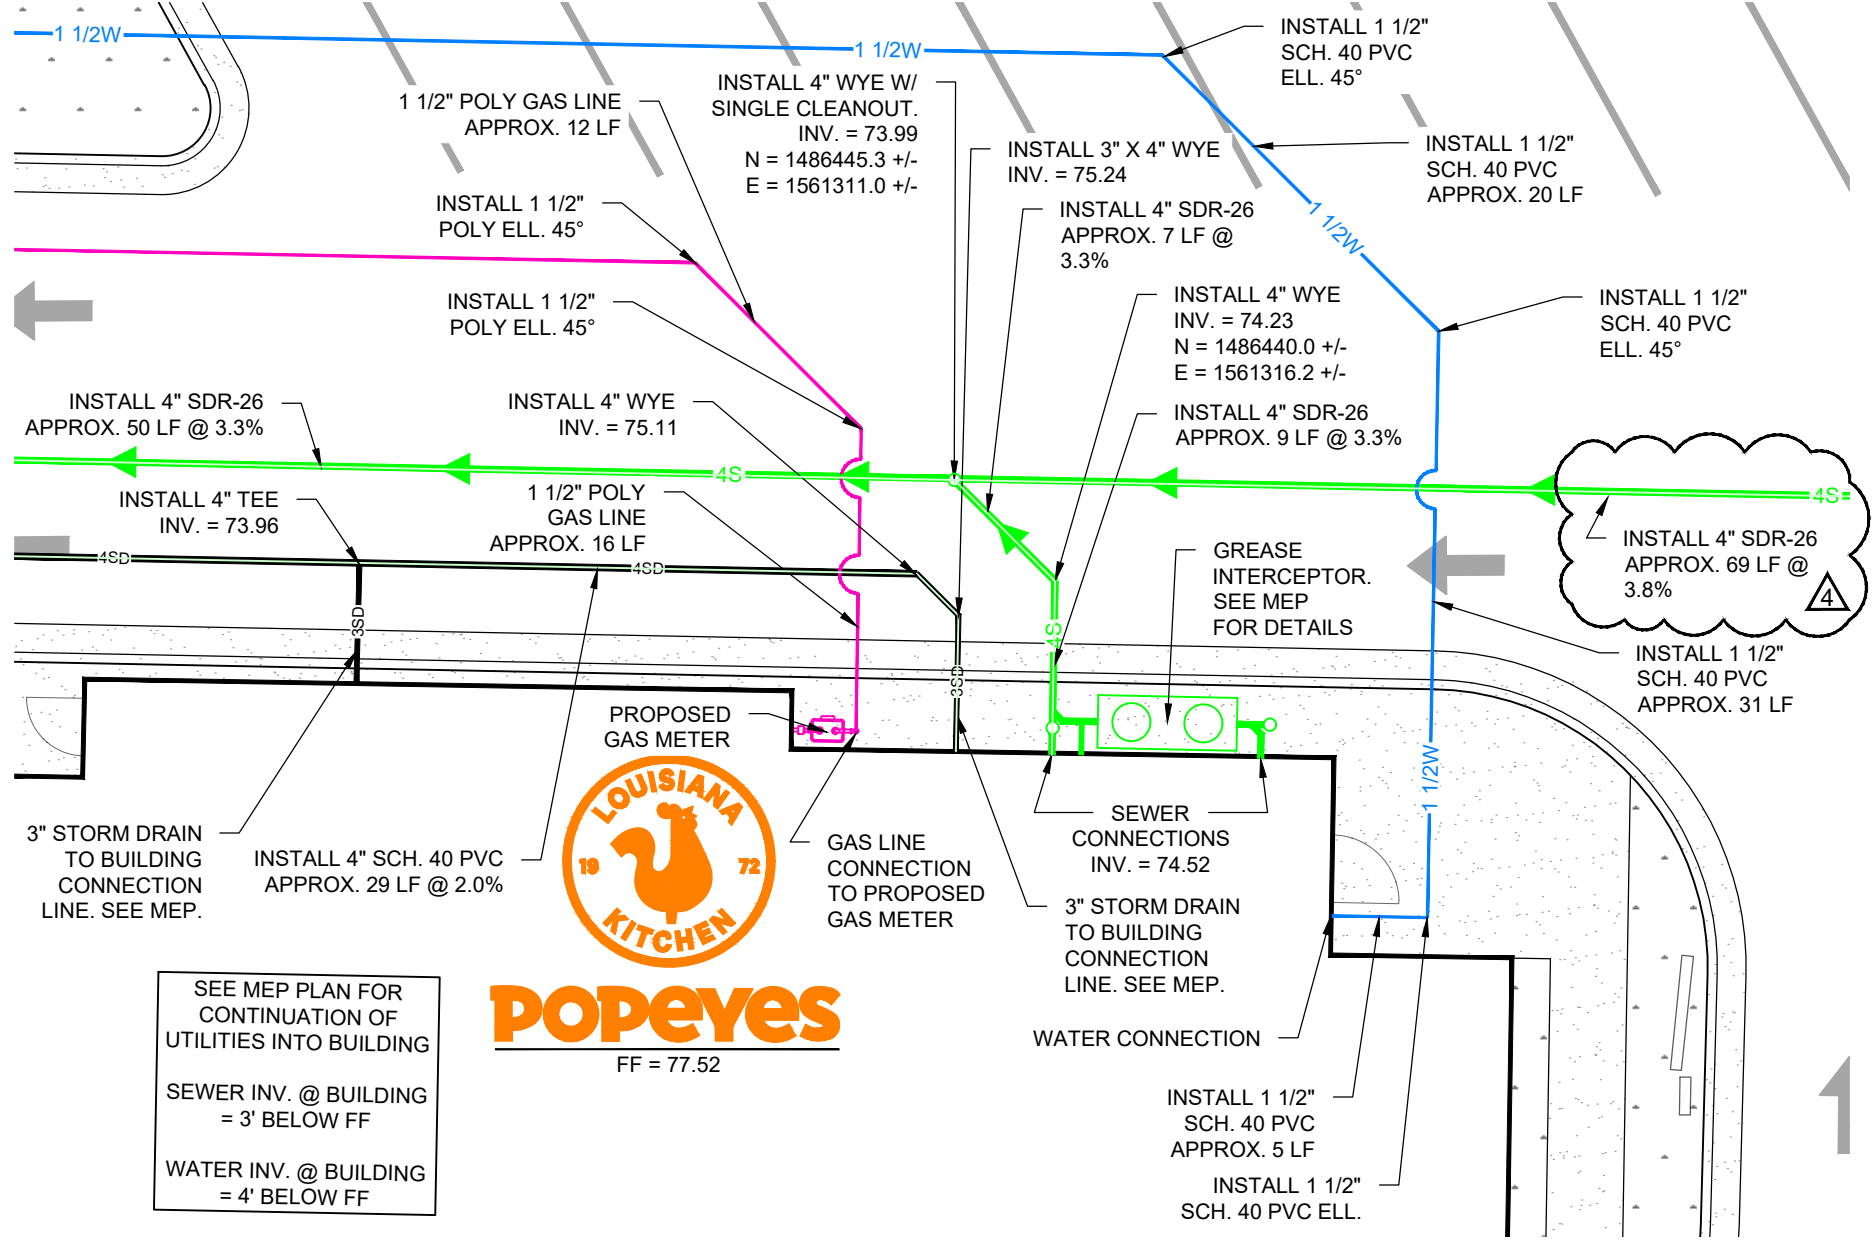 1 1/2W
1 1/2W
INSTALL 1 1/2"
SCH. 40 PVC
ELL. 45°
1 1/2" POLY GAS LINE
APPROX. 12 LF
INSTALL 4" WYE W/
SINGLE CLEANOUT.
INV. = 73.99
N = 1486445.3 +/-
E = 1561311.0 +/-
INSTALL 3" X 4" WYE
INV. = 75.24
INSTALL 1 1/2"
SCH. 40 PVC
APPROX. 20 LF
INSTALL 1 1/2"
POLY ELL. 45°
INSTALL 4" SDR-26
APPROX. 7 LF @
3.3%
1 1/2W
INSTALL 1 1/2"
POLY ELL. 45°
INSTALL 4" WYE
INV. = 74.23
N = 1486440.0 +/-
E = 1561316.2 +/-
INSTALL 1 1/2"
SCH. 40 PVC
ELL. 45°
INSTALL 4" SDR-26
APPROX. 50 LF @ 3.3%
INSTALL 4" WYE
INV. = 75.11
INSTALL 4" SDR-26
APPROX. 9 LF @ 3.3%
4S
4S
INSTALL 4" TEE
INV. = 73.96
1 1/2" POLY
GAS LINE
APPROX. 16 LF
INSTALL 4" SDR-26
APPROX. 69 LF @
3.8%
4
4SD
4SD
GREASE
INTERCEPTOR.
SEE MEP
FOR DETAILS
3SD
4S
3SD
INSTALL 1 1/2"
SCH. 40 PVC
APPROX. 31 LF
PROPOSED
GAS METER
1 1/2W
LOUISIANA
19 72
KITCHEN
POPEYES
FF = 77.52
3" STORM DRAIN
TO BUILDING
CONNECTION
LINE. SEE MEP.
INSTALL 4" SCH. 40 PVC
APPROX. 29 LF @ 2.0%
GAS LINE
CONNECTION
TO PROPOSED
GAS METER
SEWER
CONNECTIONS
INV. = 74.52
3" STORM DRAIN
TO BUILDING
CONNECTION
LINE. SEE MEP.
WATER CONNECTION
SEE MEP PLAN FOR
CONTINUATION OF
UTILITIES INTO BUILDING
SEWER INV. @ BUILDING
= 3' BELOW FF
WATER INV. @ BUILDING
= 4' BELOW FF
INSTALL 1 1/2"
SCH. 40 PVC
APPROX. 5 LF
INSTALL 1 1/2"
SCH. 40 PVC ELL.